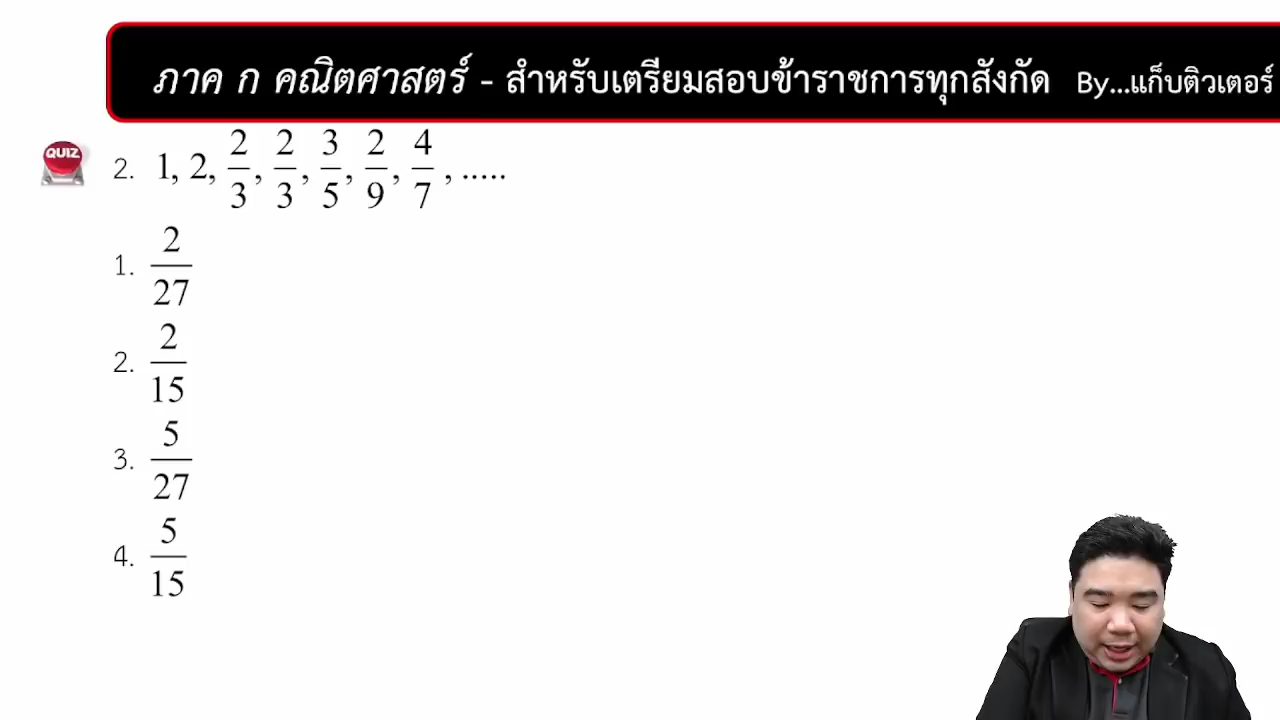 ภาค ก คณิตศาสตร์ - สำหรับเตรียมสอบข้าราชการทุกสังกัด By...แก็บติวเตอร์
QUIZ
2. 1, 2, 2/3, 2/3, 3/5, 2/9, 4/7, .....
1. 2/27
2. 2/15
3. 5/27
4. 5/15